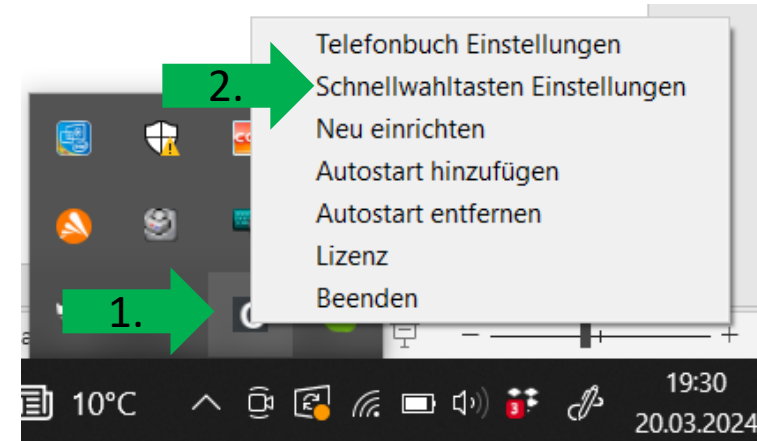 Telefonbuch Einstellungen
2. Schnellwahltasten Einstellungen
Neu einrichten
Autostart hinzufügen
Autostart entfernen
Lizenz
1. Beenden
10°C
3
19:30
20.03.2024